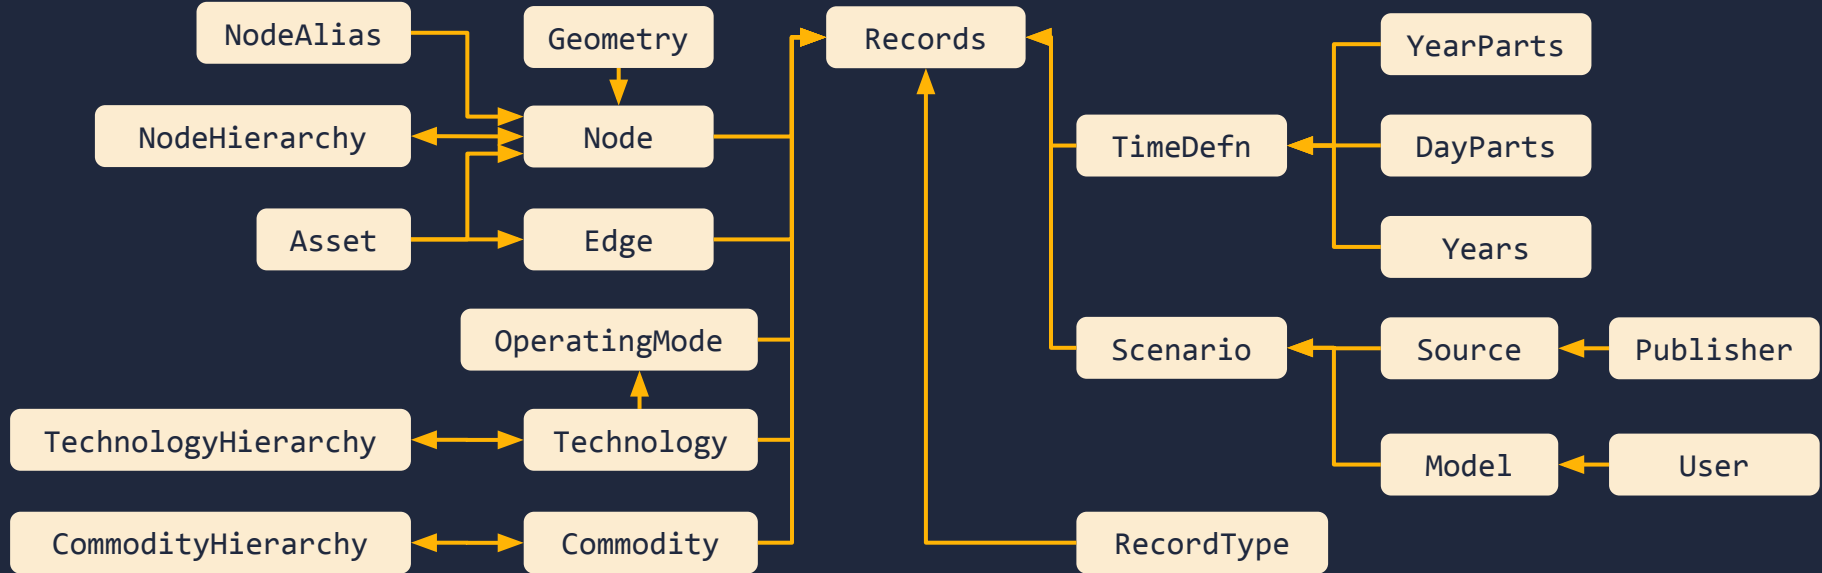 NodeAlias
Geometry
Records
YearParts
NodeHierarchy
Node
TimeDefn
DayParts
Asset
Edge
Years
OperatingMode
Scenario
Source
Publisher
TechnologyHierarchy
Technology
Model
User
CommodityHierarchy
Commodity
RecordType